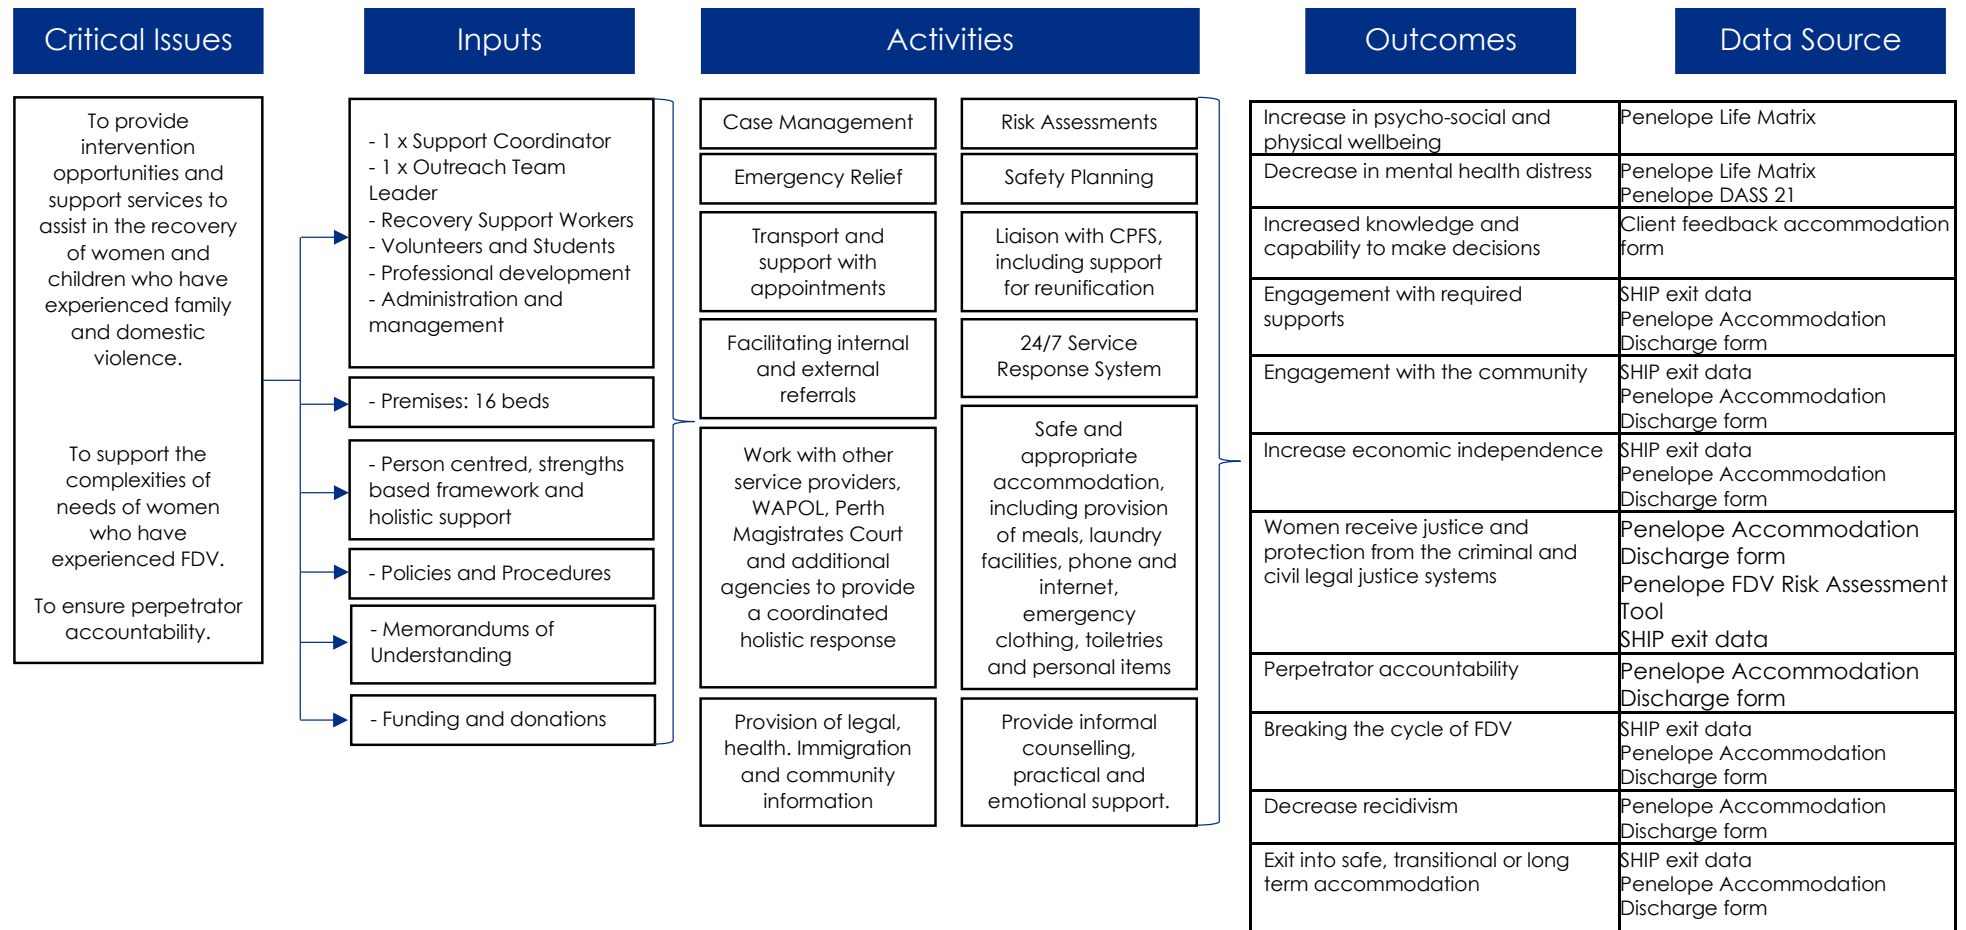 Critical Issues
Inputs
Activities
Outcomes
Data Source
To provide
intervention
opportunities and
support services to
assist in the recovery
of women and
children who have
experienced family
and domestic
violence.
To support the
complexities of
needs of women
who have
experienced FDV.
To ensure perpetrator
accountability.
- 1 x Support Coordinator
- 1 x Outreach Team
Leader
- Recovery Support Workers
- Volunteers and Students
- Professional development
- Administration and
management
- Premises: 16 beds
- Person centred, strengths
based framework and
holistic support
- Policies and Procedures
- Memorandums of
Understanding
- Funding and donations
Case Management
Emergency Relief
Transport and
support with
appointments
Facilitating internal
and external
referrals
Work with other
service providers,
WAPOL, Perth
Magistrates Court
and additional
agencies to provide
a coordinated
holistic response
Provision of legal,
health. Immigration
and community
information
Risk Assessments
Safety Planning
Liaison with CPFS,
including support
for reunification
24/7 Service
Response System
Safe and
appropriate
accommodation,
including provision
of meals, laundry
facilities, phone and
internet,
emergency
clothing, toiletries
and personal items
Provide informal
counselling,
practical and
emotional support.
Increase in psycho-social and
physical wellbeing
Penelope Life Matrix
Decrease in mental health distress
Penelope Life Matrix
Penelope DASS 21
Increased knowledge and
capability to make decisions
Client feedback accommodation
form
Engagement with required
supports
SHIP exit data
Penelope Accommodation
Discharge form
Engagement with the community
SHIP exit data
Penelope Accommodation
Discharge form
Increase economic independence
SHIP exit data
Penelope Accommodation
Discharge form
Women receive justice and
protection from the criminal and
civil legal justice systems
Penelope Accommodation
Discharge form
Penelope FDV Risk Assessment
Tool
SHIP exit data
Perpetrator accountability
Penelope Accommodation
Discharge form
Breaking the cycle of FDV
SHIP exit data
Penelope Accommodation
Discharge form
Decrease recidivism
Penelope Accommodation
Discharge form
Exit into safe, transitional or long
term accommodation
SHIP exit data
Penelope Accommodation
Discharge form